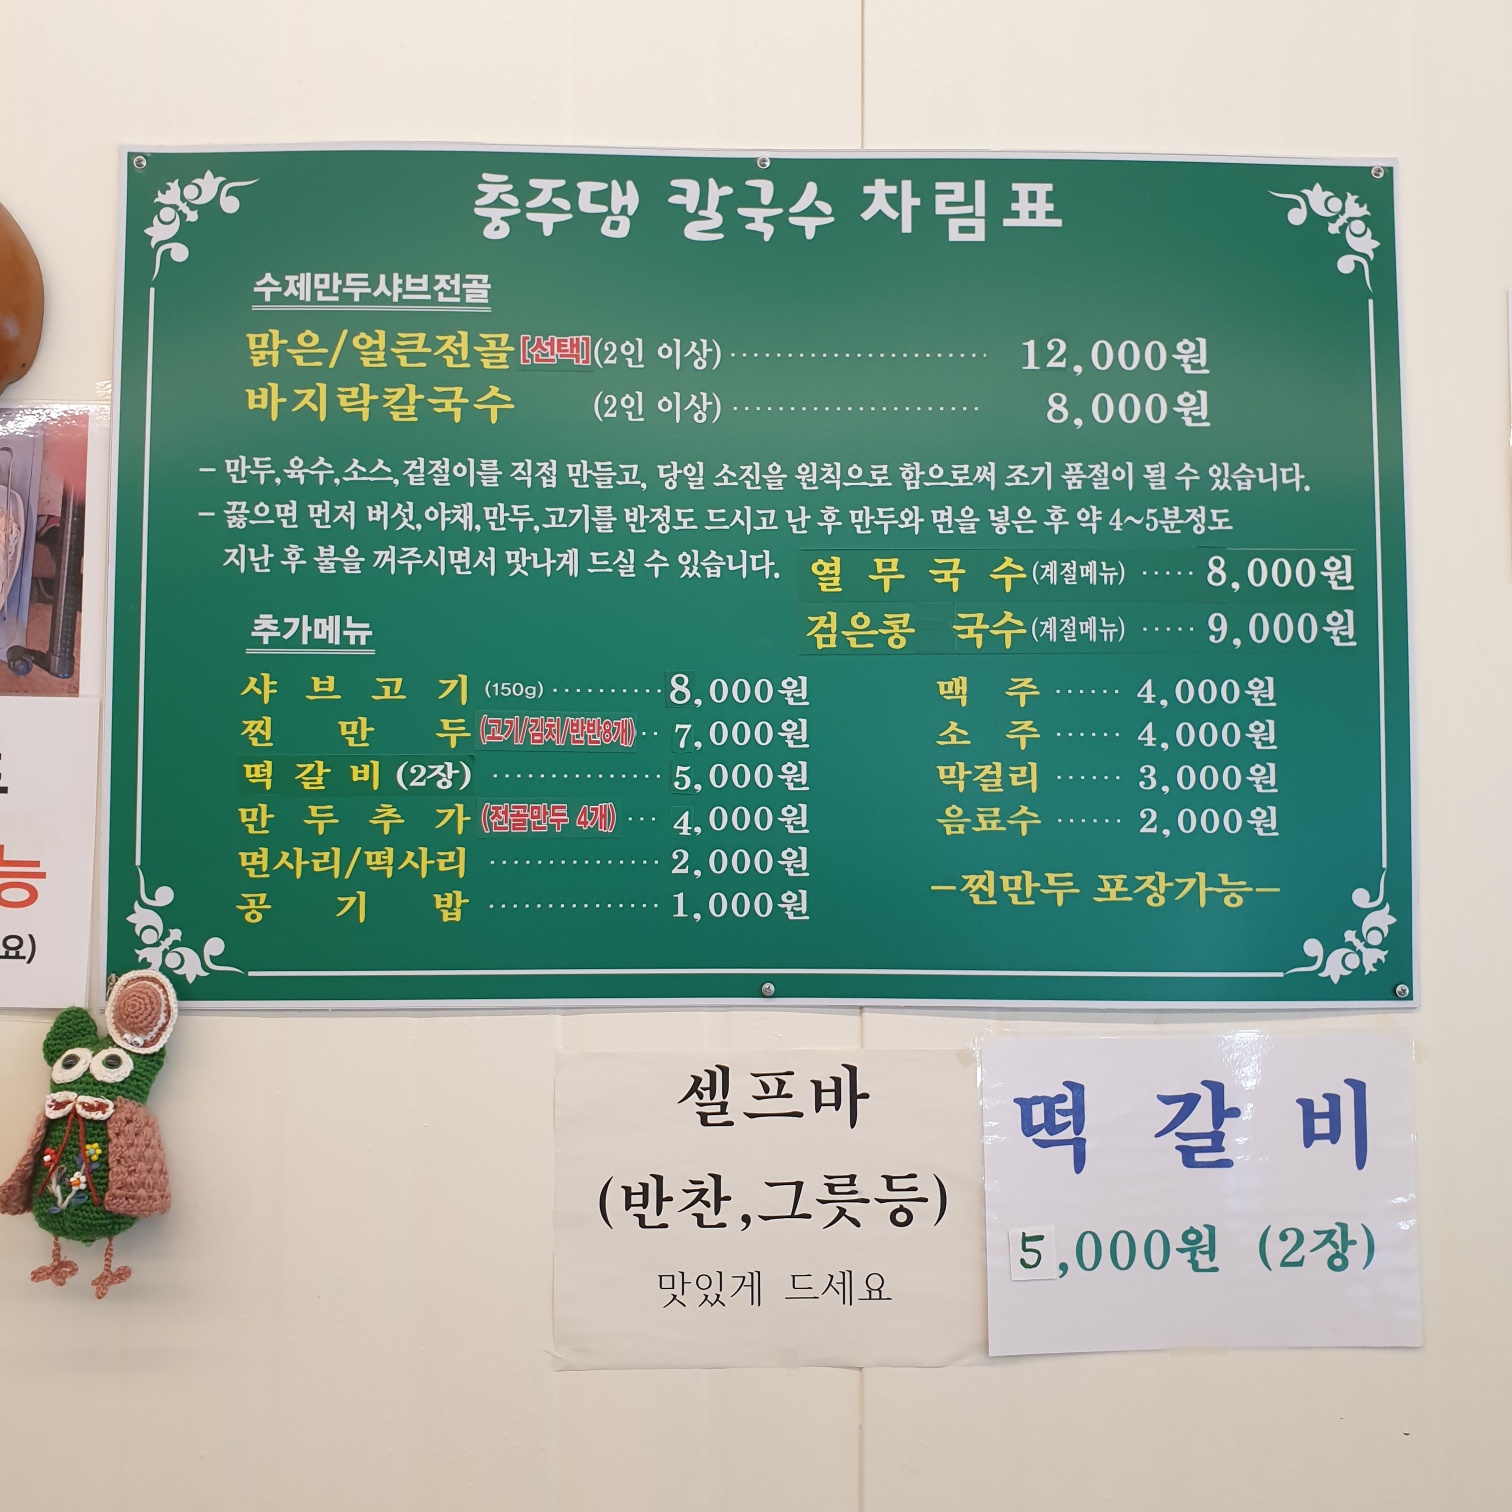 충주댐 칼국수 차림표
수제만두샤브전골
맑은/얼큰전골[선택](2인 이상) ···················· 12,000원
바지락칼국수 (2인 이상) ···················· 8,000원
- 만두,육수,소스,겉절이를 직접 만들고, 당일 소진을 원칙으로 함으로써 조기 품절이 될 수 있습니다.
- 끓으면 먼저 버섯,야채,만두,고기를 반정도 드시고 난 후 만두와 면을 넣은 후 약 4~5분정도
지난 후 불을 꺼주시면서 맛나게 드실 수 있습니다.
열무국수(계절메뉴) ····· 8,000원
검은콩 국수(계절메뉴) ····· 9,000원
추가메뉴
샤브고기 (150g) ·········· 8,000원
찐만두(고기/김치/반반8개) ·· 7,000원
떡갈비 (2장) ··············· 5,000원
만두추가 (전골만두 4개) ··· 4,000원
면사리/떡사리 ··············· 2,000원
공기밥 ··············· 1,000원
맥주 ······ 4,000원
소주 ······ 4,000원
막걸리 ······ 3,000원
음료수 ······ 2,000원
-찐만두 포장가능-
능
요)
셀프바
(반찬,그릇등)
맛있게 드세요
떡 갈 비
5,000원 (2장)